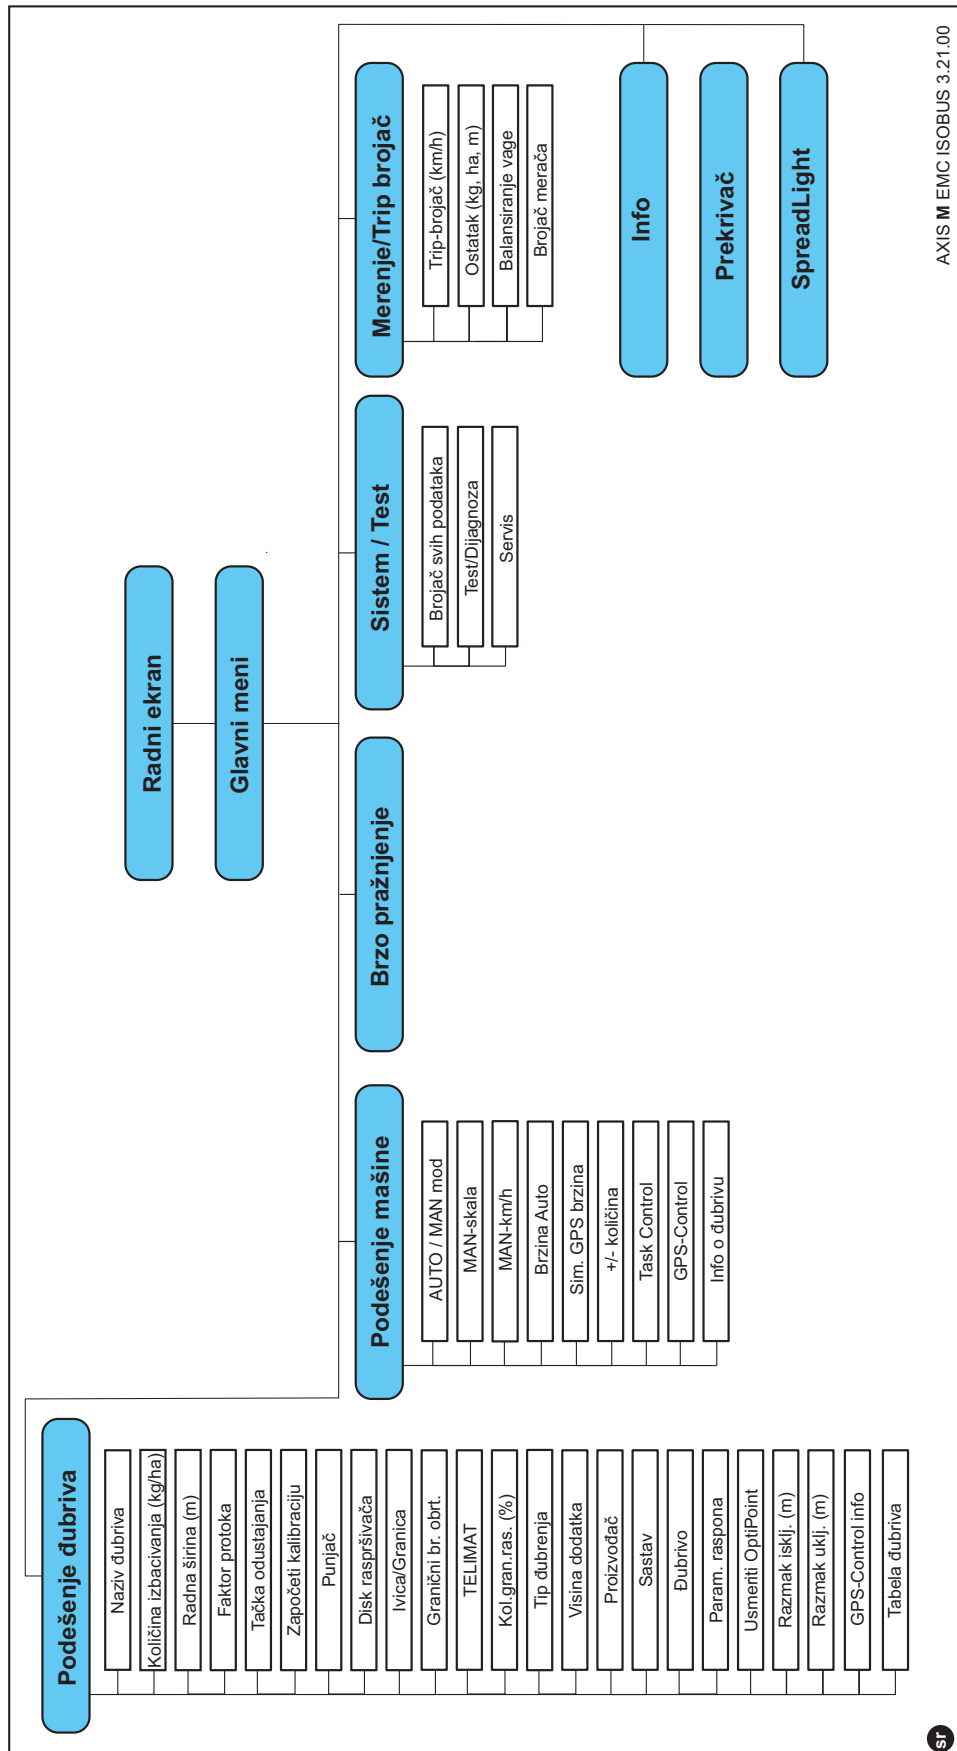 Radni ekran
Glavni meni
Podešenje đubriva
Naziv đubriva
Količina izbacivanja (kg/ha)
Radna širina (m)
Faktor protoka
Tačka odustajanja
Započeti kalibraciju
Punjač
Disk raspršivača
Ivica/Granica
Granični br. obrt.
TELIMAT
Kol.gran.ras. (%)
Tip đubrenja
Visina dodatka
Proizvođač
Sastav
Đubrivo
Param. raspona
Usmeriti OptiPoint
Razmak isklj. (m)
Razmak uklj. (m)
GPS-Control info
Tabela đubriva
Podešenje mašine
AUTO / MAN mod
MAN-skala
MAN-km/h
Brzina Auto
Sim. GPS brzina
+/- količina
Task Control
GPS-Control
Info o đubrivu
Brzo pražnjenje
Sistem / Test
Brojač svih podataka
Test/Dijagnoza
Servis
Merenje/Trip brojač
Trip-brojač (km/h)
Ostatak (kg, ha, m)
Balansiranje vage
Brojač merača
Info
Prekrivač
SpreadLight
sr
AXIS M EMC ISOBUS 3.21.00